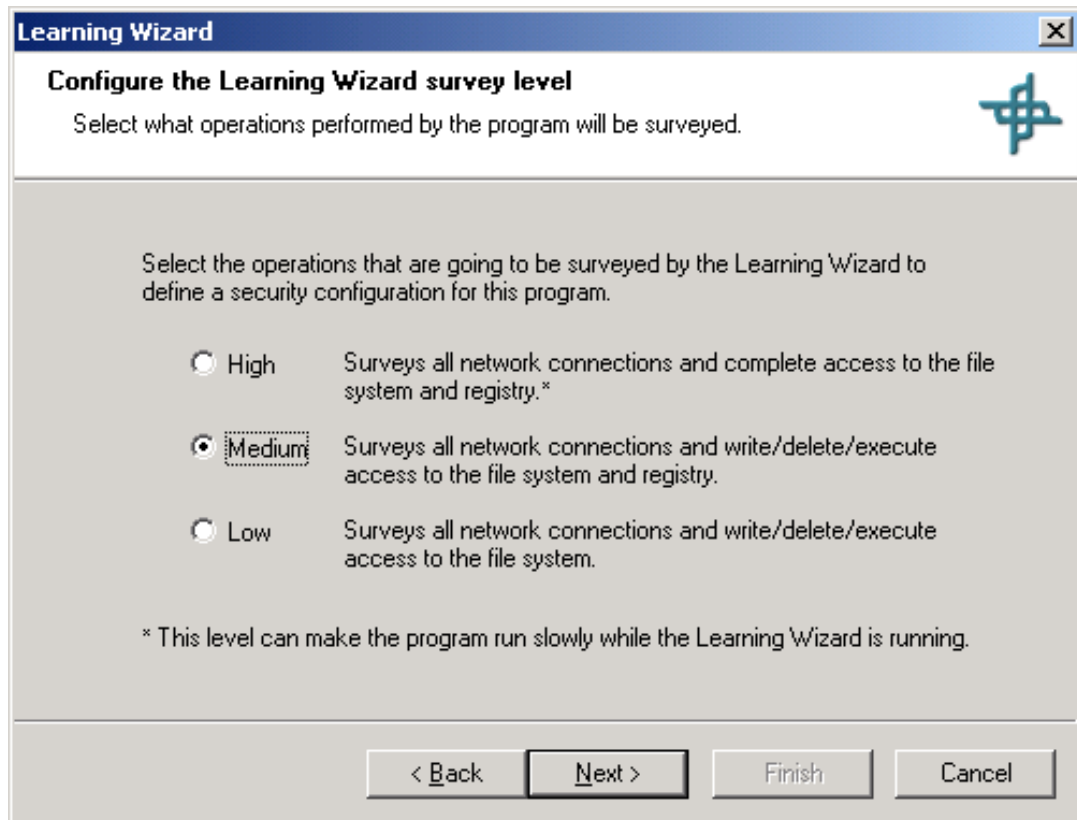 Learning Wizard
Configure the Learning Wizard survey level
Select what operations performed by the program will be surveyed.
Select the operations that are going to be surveyed by the Learning Wizard to
define a security configuration for this program.
High
Surveys all network connections and complete access to the file
system and registry.*
Medium
Surveys all network connections and write/delete/execute
access to the file system and registry.
Low
Surveys all network connections and write/delete/execute
access to the file system.
* This level can make the program run slowly while the Learning Wizard is running.
< Back
Next >
Finish
Cancel